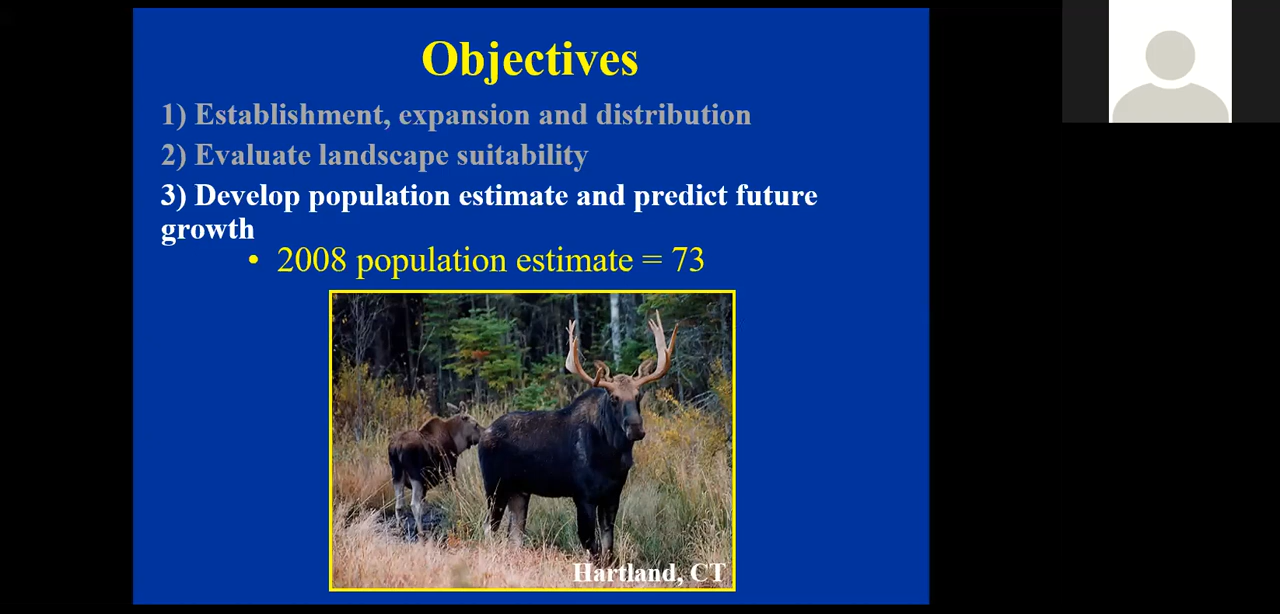 Objectives
1) Establishment, expansion and distribution
2) Evaluate landscape suitability
3) Develop population estimate and predict future
growth
• 2008 population estimate = 73
Hartland, CT